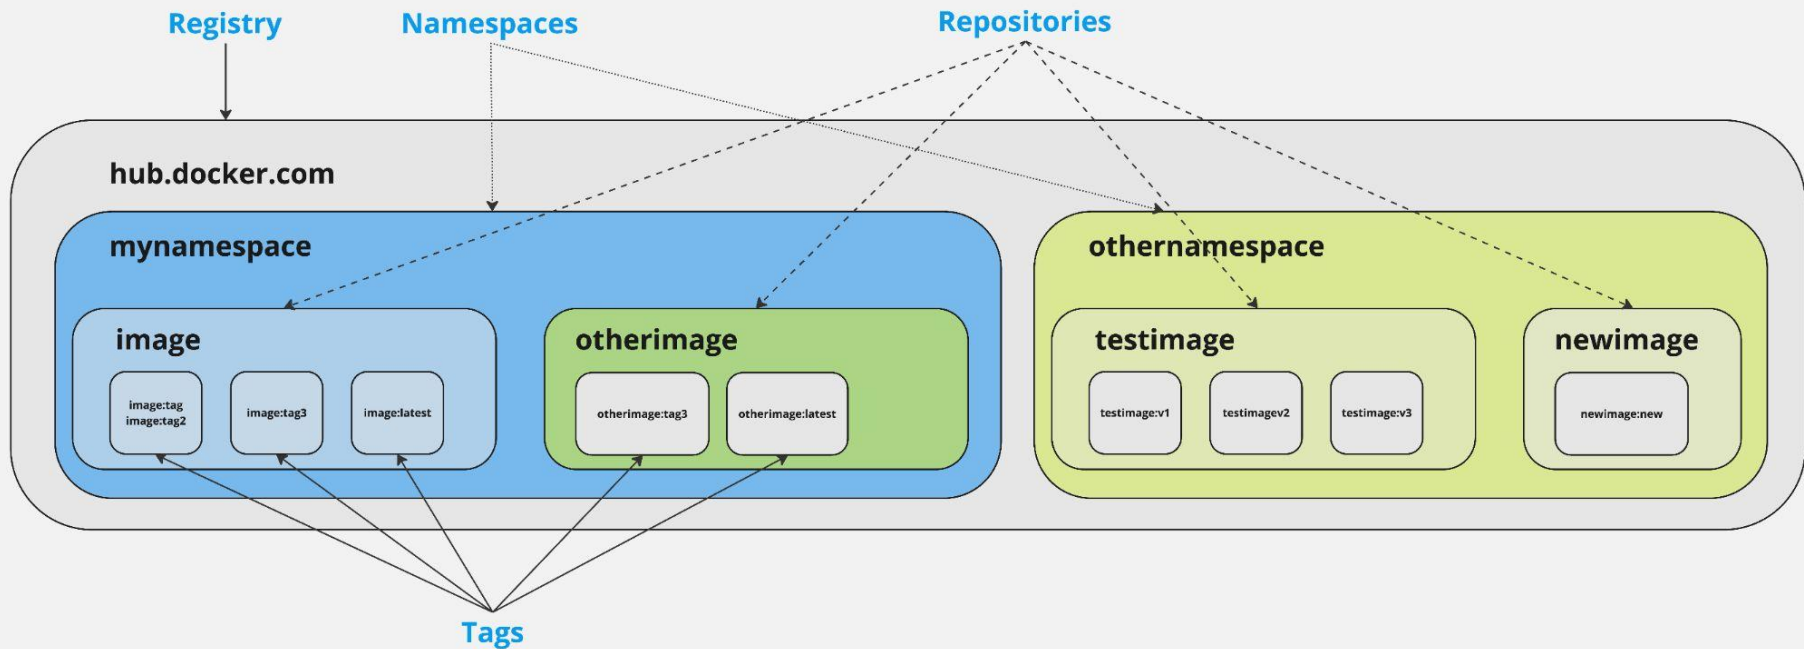 Registry
Namespaces
Repositories
hub.docker.com
mynamespace
othernamespace
image
otherimage
testimage
newimage
image:tag
image:tag2
image:tag3
image:latest
otherimage:tag3
otherimage:latest
testimage:v1
testimagev2
testimage:v3
newimage:new
Tags